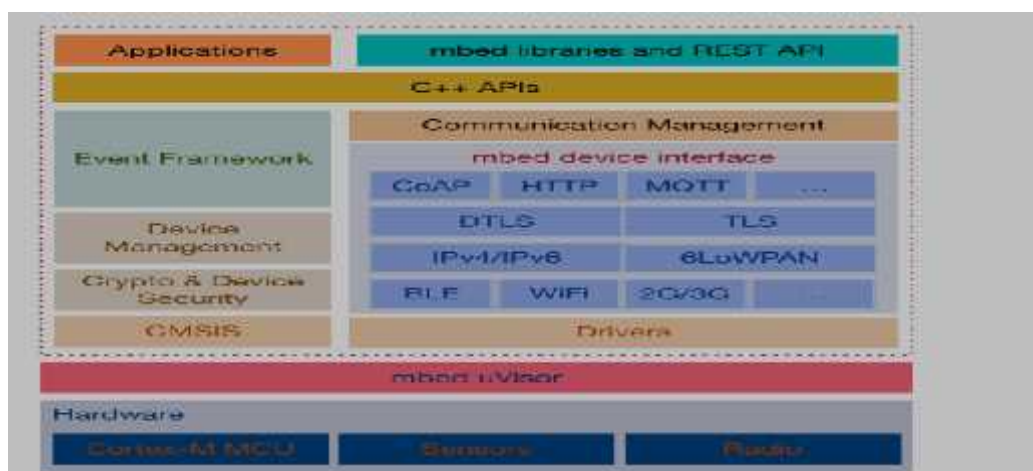 Applications
mbed libraries and REST API
C++ APIs
Event Framework
Communication Management
mbed device interface
CoAP HTTP MQTT ...
Device
Management
DTLS TLS
IPv4/IPv6 6LoWPAN
Crypto & Device
Security
BLE WiFi 2G/3G ...
CMSIS
Drivers
mbed uVisor
Hardware
Cortex-M MCU
Sensors
Radio